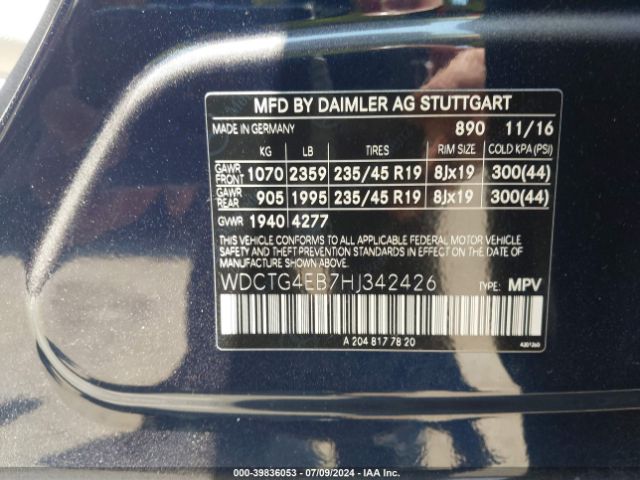 MFD BY DAIMLER AG STUTTGART
MADE IN GERMANY 890 11/16
KG LB TIRES RIM SIZE COLD KPA (PSI)
GAWR FRONT 1070 2359 235/45 R19 8Jx19 300(44)
GAWR REAR 905 1995 235/45 R19 8Jx19 300(44)
GVWR 1940 4277
THIS VEHICLE CONFORMS TO ALL APPLICABLE FEDERAL MOTOR VEHICLE
SAFETY AND THEFT PREVENTION STANDARDS IN EFFECT ON THE DATE OF
MANUFACTURE SHOWN ABOVE.
WDCTG4EB7HJ342426 TYPE: MPV
A 204 817 78 20
000-39836053 / 07/09/2024 - IAA Inc.